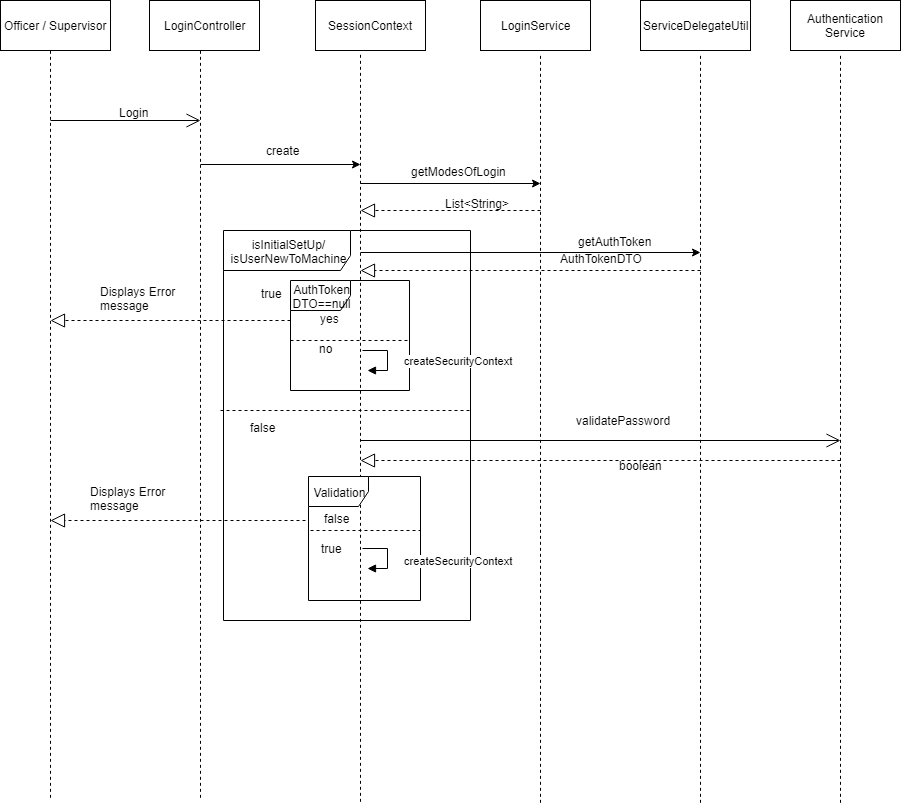 Officer / Supervisor
LoginController
SessionContext
LoginService
ServiceDelegateUtil
Authentication
Service
Login
create
getModesOfLogin
List<String>
isInitialSetUp/
isUserNewToMachine
getAuthToken
AuthTokenDTO
true
AuthToken
DTO==null
Displays Error
message
yes
no
createSecurityContext
false
validatePassword
boolean
Validation
Displays Error
message
false
true
createSecurityContext